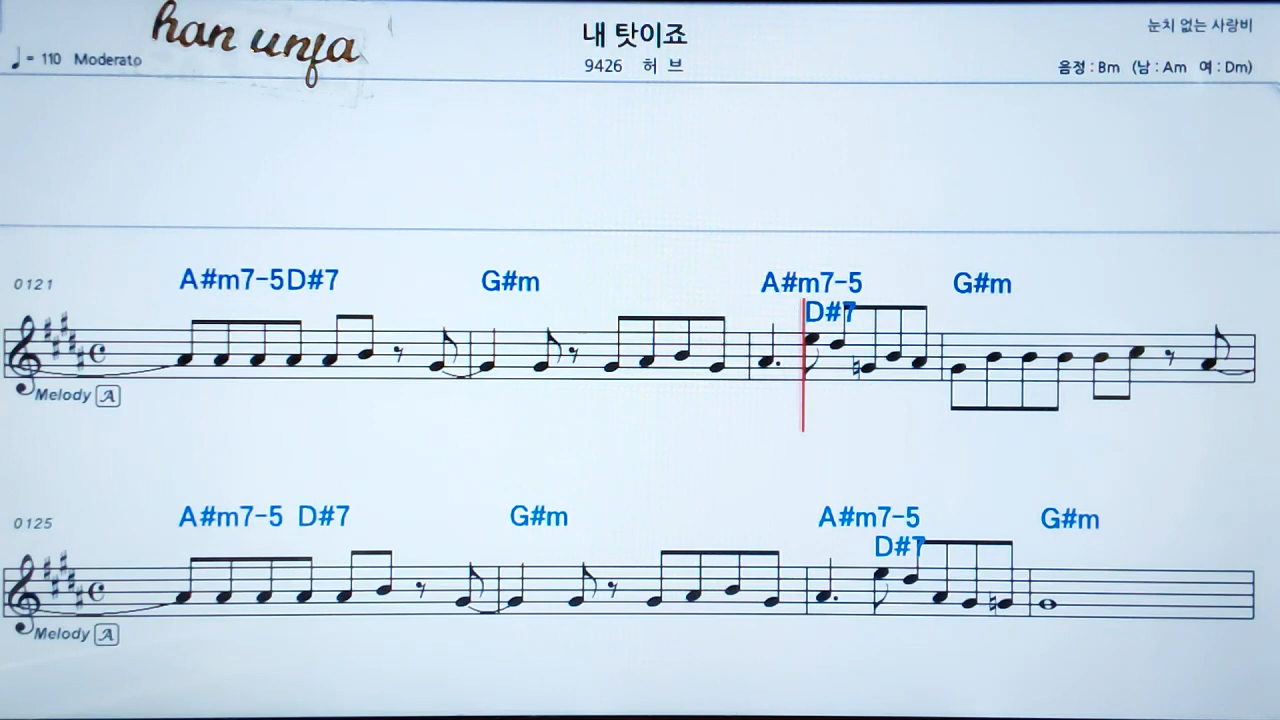 han unfa
내 탓이죠
눈치 없는 사랑비
♩= 110 Moderato
9426 허 브
음정 : Bm (남 : Am 여 : Dm)
0121 A#m7-5 D#7 G#m A#m7-5 D#7 G#m
Melody A
0125 A#m7-5 D#7 G#m A#m7-5 D#7 G#m
Melody A